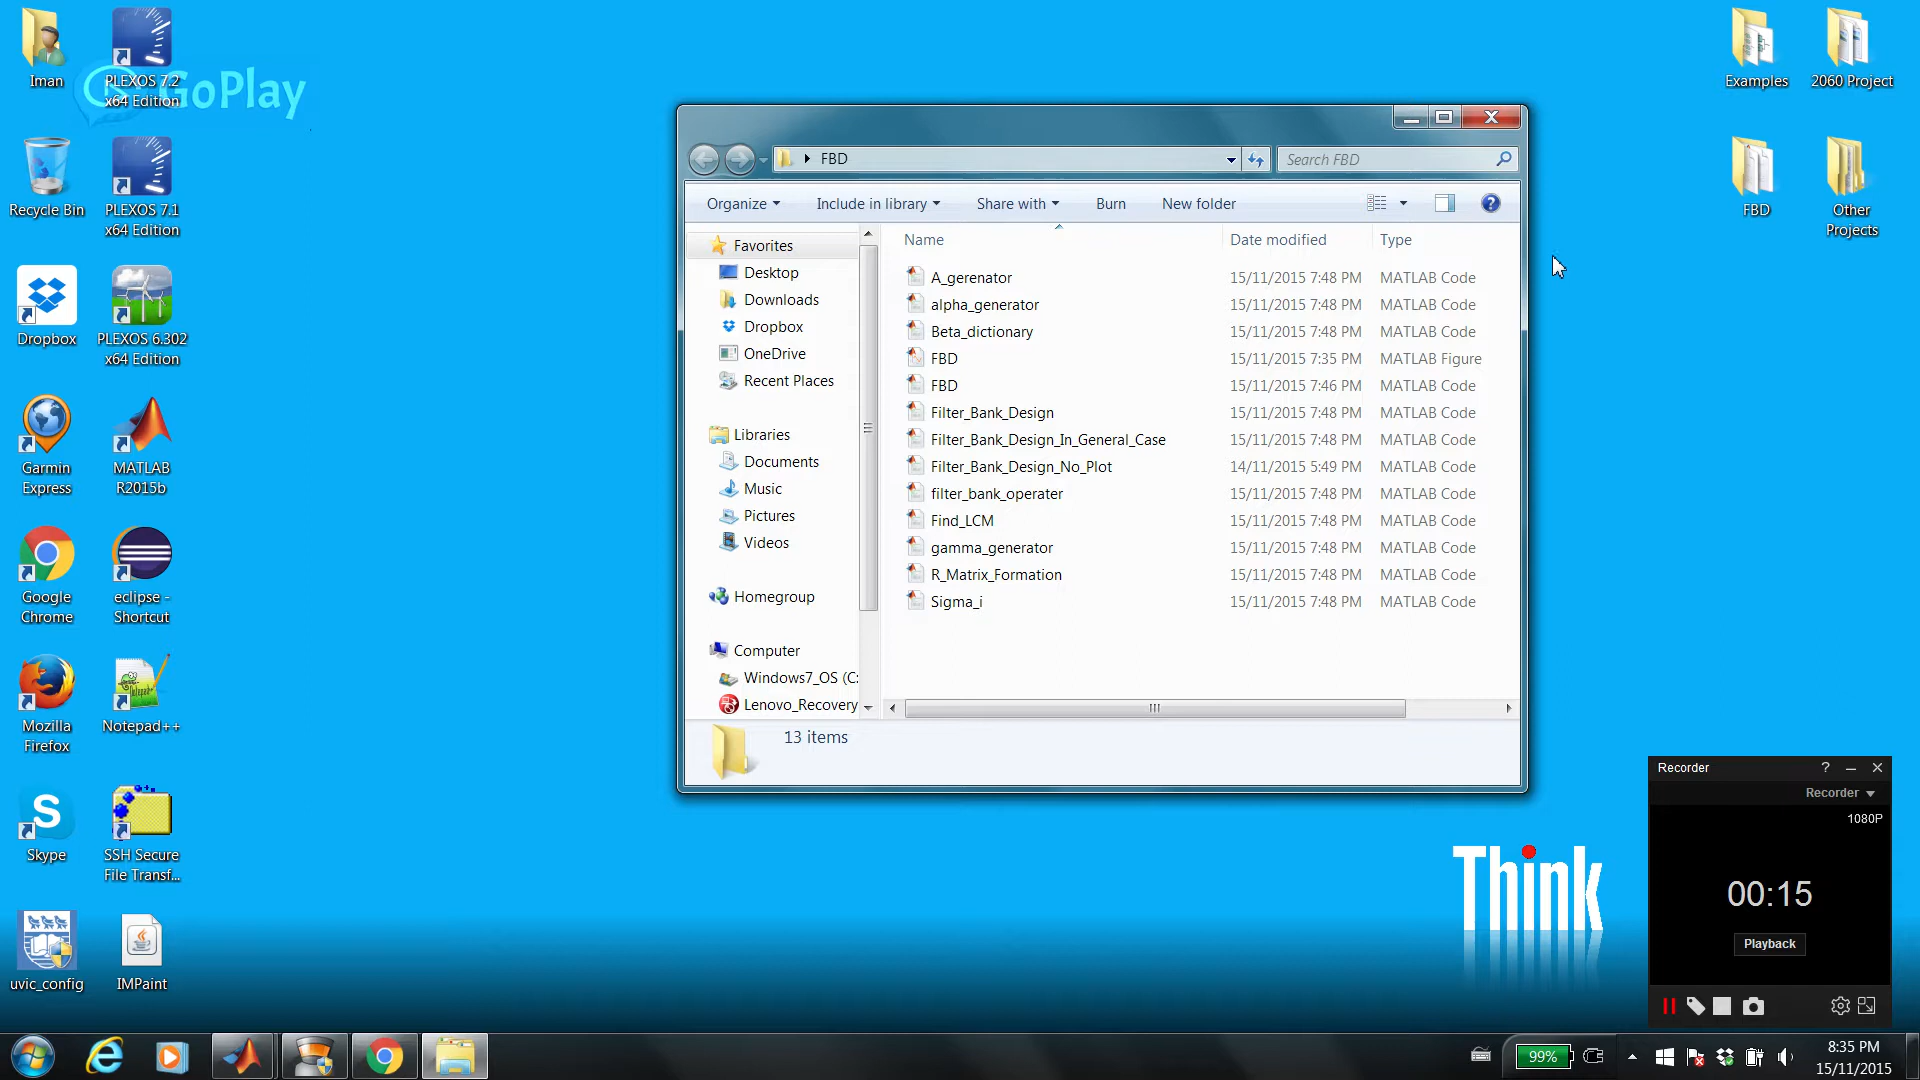 Iman
PLEXOS 7.2
x64 Edition
GoPlay
Recycle Bin
PLEXOS 7.1
x64 Edition
Dropbox
PLEXOS 6.302
x64 Edition
Garmin
Express
MATLAB
R2015b
Google
Chrome
eclipse -
Shortcut
Mozilla
Firefox
Notepad++
Skype
SSH Secure
File Transf...
uvic_config
IMPaint
FBD
Search FBD
Organize
Include in library
Share with
Burn
New folder
Favorites
Desktop
Downloads
Dropbox
OneDrive
Recent Places
Libraries
Documents
Music
Pictures
Videos
Homegroup
Computer
Windows7_OS (C:
Lenovo_Recovery
Name Date modified Type
A_gerenator 15/11/2015 7:48 PM MATLAB Code
alpha_generator 15/11/2015 7:48 PM MATLAB Code
Beta_dictionary 15/11/2015 7:48 PM MATLAB Code
FBD 15/11/2015 7:35 PM MATLAB Figure
FBD 15/11/2015 7:46 PM MATLAB Code
Filter_Bank_Design 15/11/2015 7:48 PM MATLAB Code
Filter_Bank_Design_In_General_Case 15/11/2015 7:48 PM MATLAB Code
Filter_Bank_Design_No_Plot 14/11/2015 5:49 PM MATLAB Code
filter_bank_operater 15/11/2015 7:48 PM MATLAB Code
Find_LCM 15/11/2015 7:48 PM MATLAB Code
gamma_generator 15/11/2015 7:48 PM MATLAB Code
R_Matrix_Formation 15/11/2015 7:48 PM MATLAB Code
Sigma_i 15/11/2015 7:48 PM MATLAB Code
13 items
Examples
2060 Project
FBD
Other
Projects
Think
Recorder ?
Recorder
1080P
00:15
Playback
99%
8:35 PM
15/11/2015